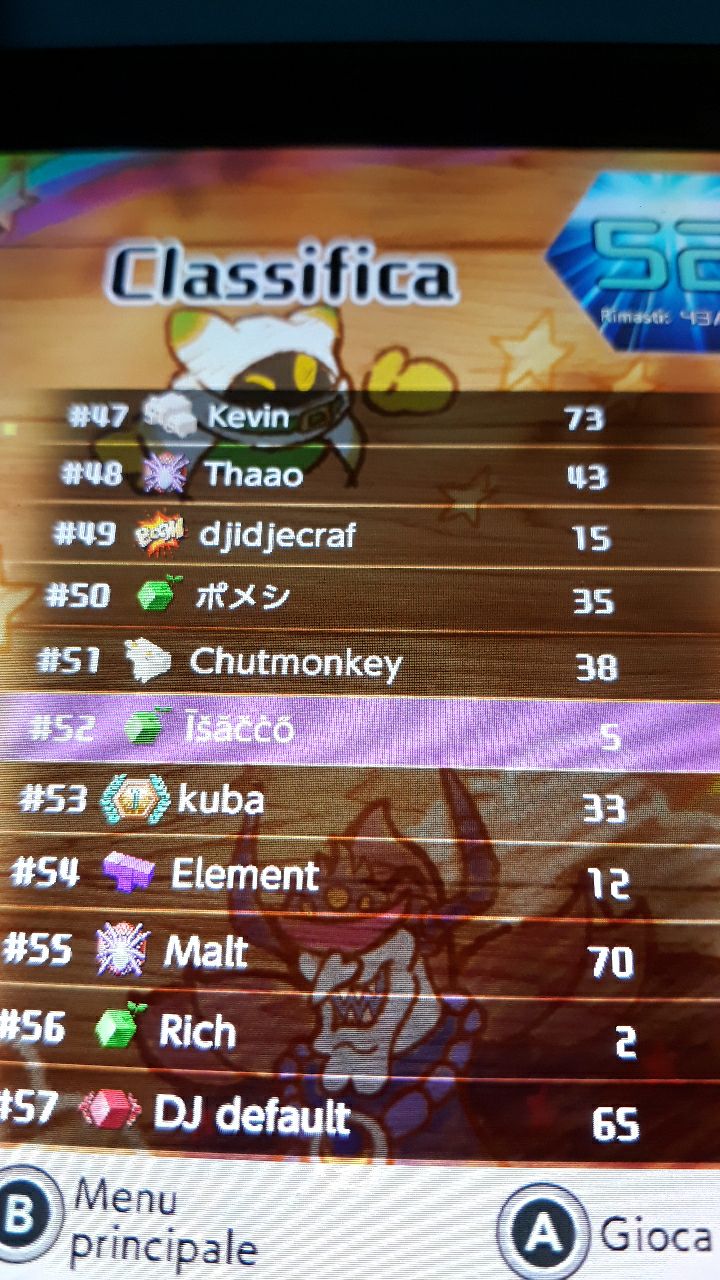 Classifica
52
Rimasti: 43/
#47 Kevin 73
#48 Thaao 43
#49 BOOM djidjecraf 15
#50 ポメシ 35
#51 Chutmonkey 38
#52 5
#53 1 kuba 33
#54 Element 12
#55 Malt 70
#56 Rich 2
#57 DJ default 65
B Menu principale
A Gioca